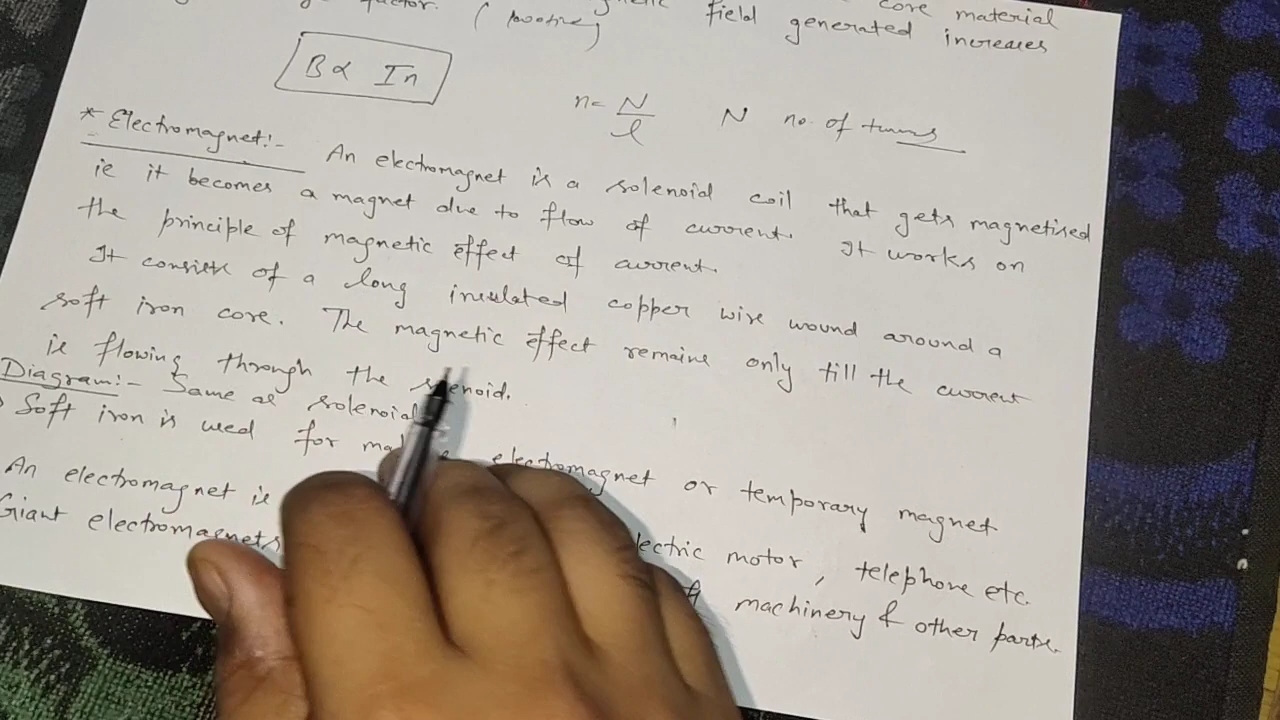 core material
factor. ( positive) field generated increases
B ∝ In
n = N/l N no. of turns
* Electromagnet:- An electromagnet is a solenoid coil that gets magnetised
ie it becomes a magnet due to flow of current. It works on
the principle of magnetic effect of current.
It consists of a long insulated copper wire wound around a
soft iron core. The magnetic effect remains only till the current
is flowing through the solenoid.
Diagram:- Same as solenoid
Soft iron is used for electromagnet or temporary magnet
An electromagnet is electric motor, telephone etc.
Giant electromagnets machinery & other parts.